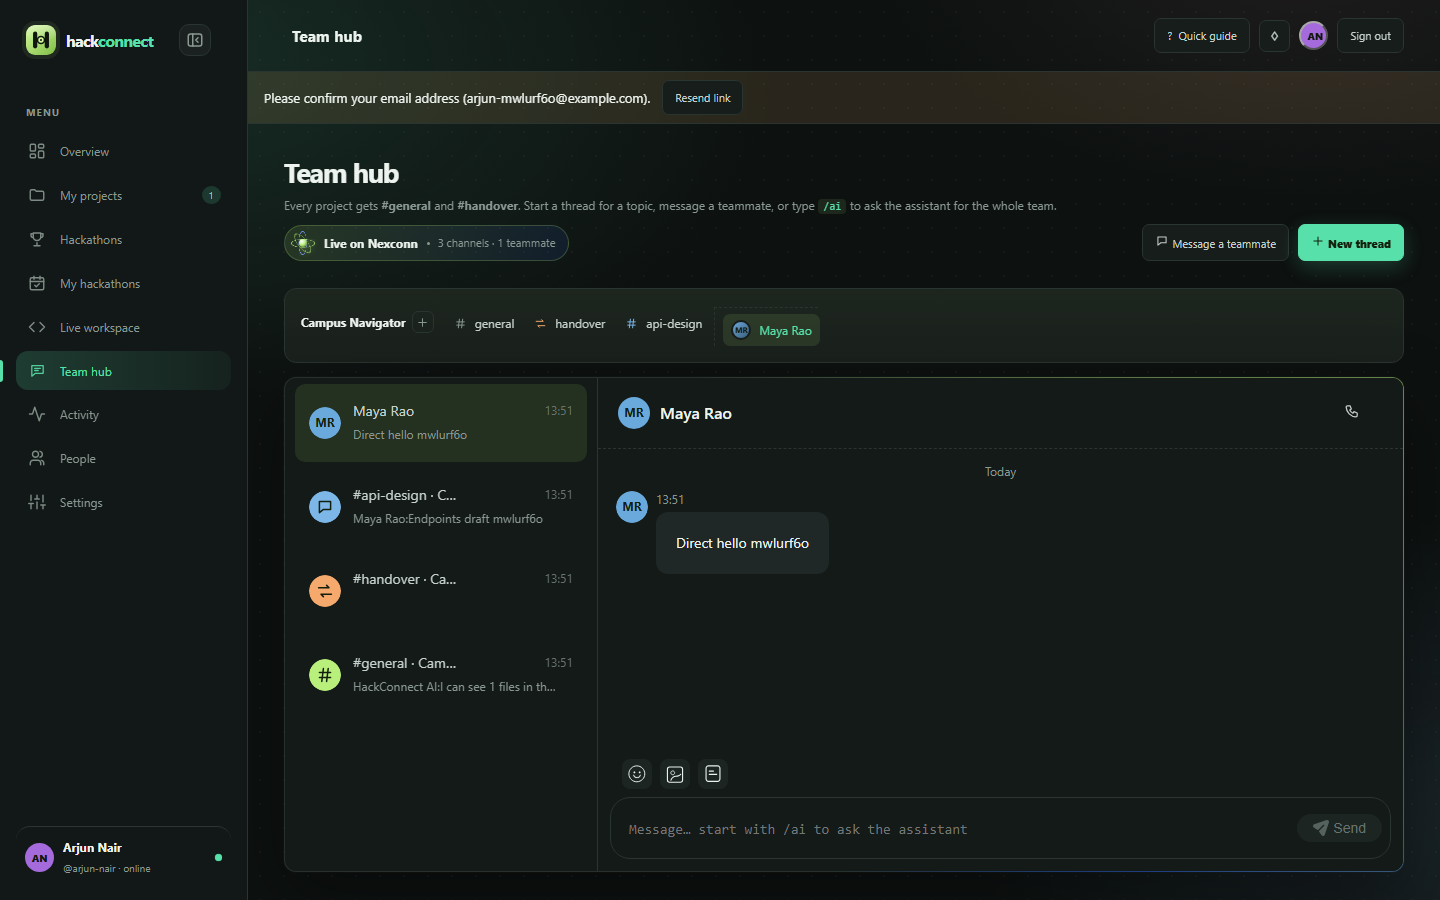 hackconnect
Team hub
? Quick guide
AN
Sign out
Please confirm your email address (arjun-mwlurf6o@example.com).
Resend link
MENU
Overview
My projects
1
Hackathons
My hackathons
Live workspace
Team hub
Activity
People
Settings
AN
Arjun Nair
@arjun-nair · online
Team hub
Every project gets #general and #handover. Start a thread for a topic, message a teammate, or type /ai to ask the assistant for the whole team.
Live on Nexconn • 3 channels · 1 teammate
Message a teammate
+ New thread
Campus Navigator + # general handover # api-design MR Maya Rao
MR
Maya Rao 13:51
Direct hello mwlurf6o
#api-design · C... 13:51
Maya Rao:Endpoints draft mwlurf6o
#handover · Ca... 13:51
#general · Cam... 13:51
HackConnect AI:I can see 1 files in th...
MR Maya Rao
Today
MR
13:51
Direct hello mwlurf6o
Message… start with /ai to ask the assistant
Send